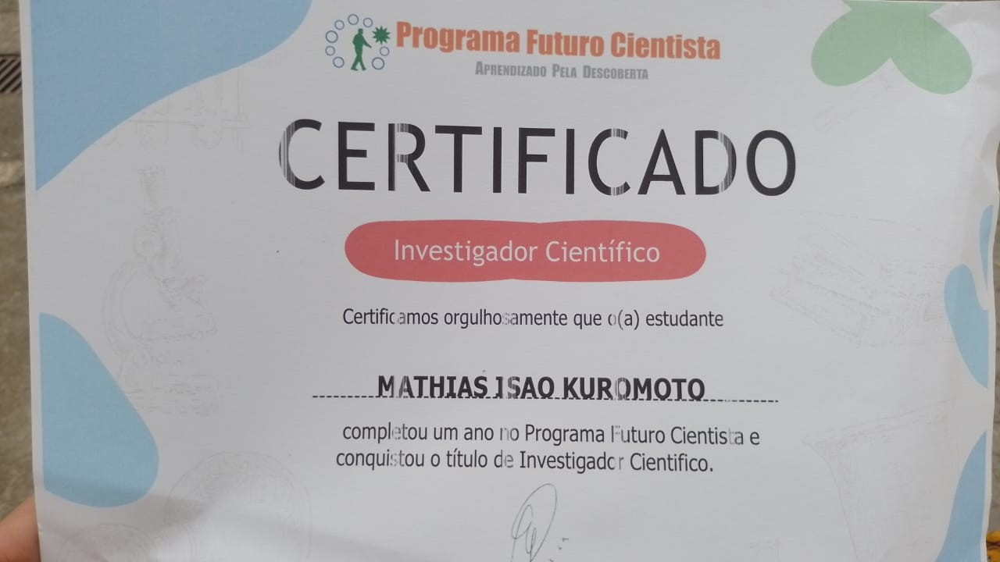 Programa Futuro Cientista
APRENDIZADO PELA DESCOBERTA
CERTIFICADO
Investigador Científico
Certificamos orgulhosamente que o(a) estudante
MATHIAS ISAO KUROMOTO
completou um ano no Programa Futuro Cientista e
conquistou o título de Investigador Cientifico.